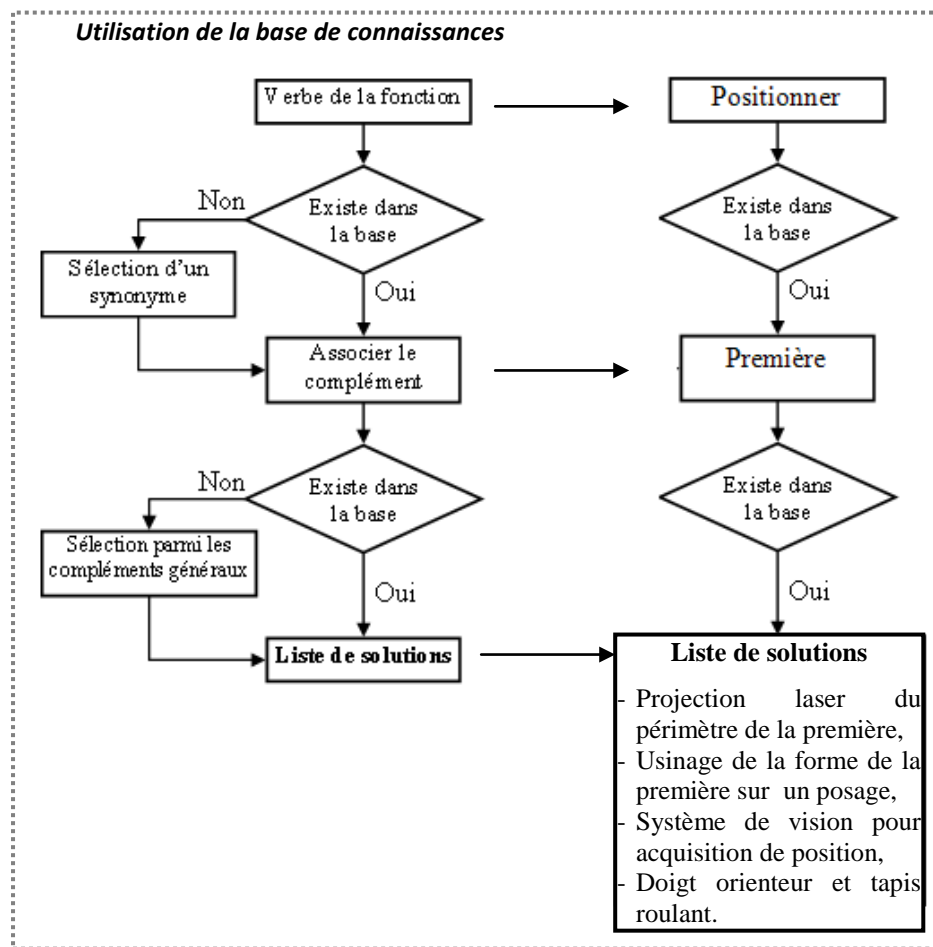 Utilisation de la base de connaissances
Verbe de la fonction
Positionner
Non
Existe dans
la base
Existe dans
la base
Sélection d'un
synonyme
Oui
Oui
Associer le
complément
Première
Non
Existe dans
la base
Existe dans
la base
Sélection parmi les
compléments généraux
Oui
Oui
Liste de solutions
Liste de solutions
- Projection laser du
périmètre de la première,
- Usinage de la forme de la
première sur un posage,
- Système de vision pour
acquisition de position,
- Doigt orienteur et tapis
roulant.